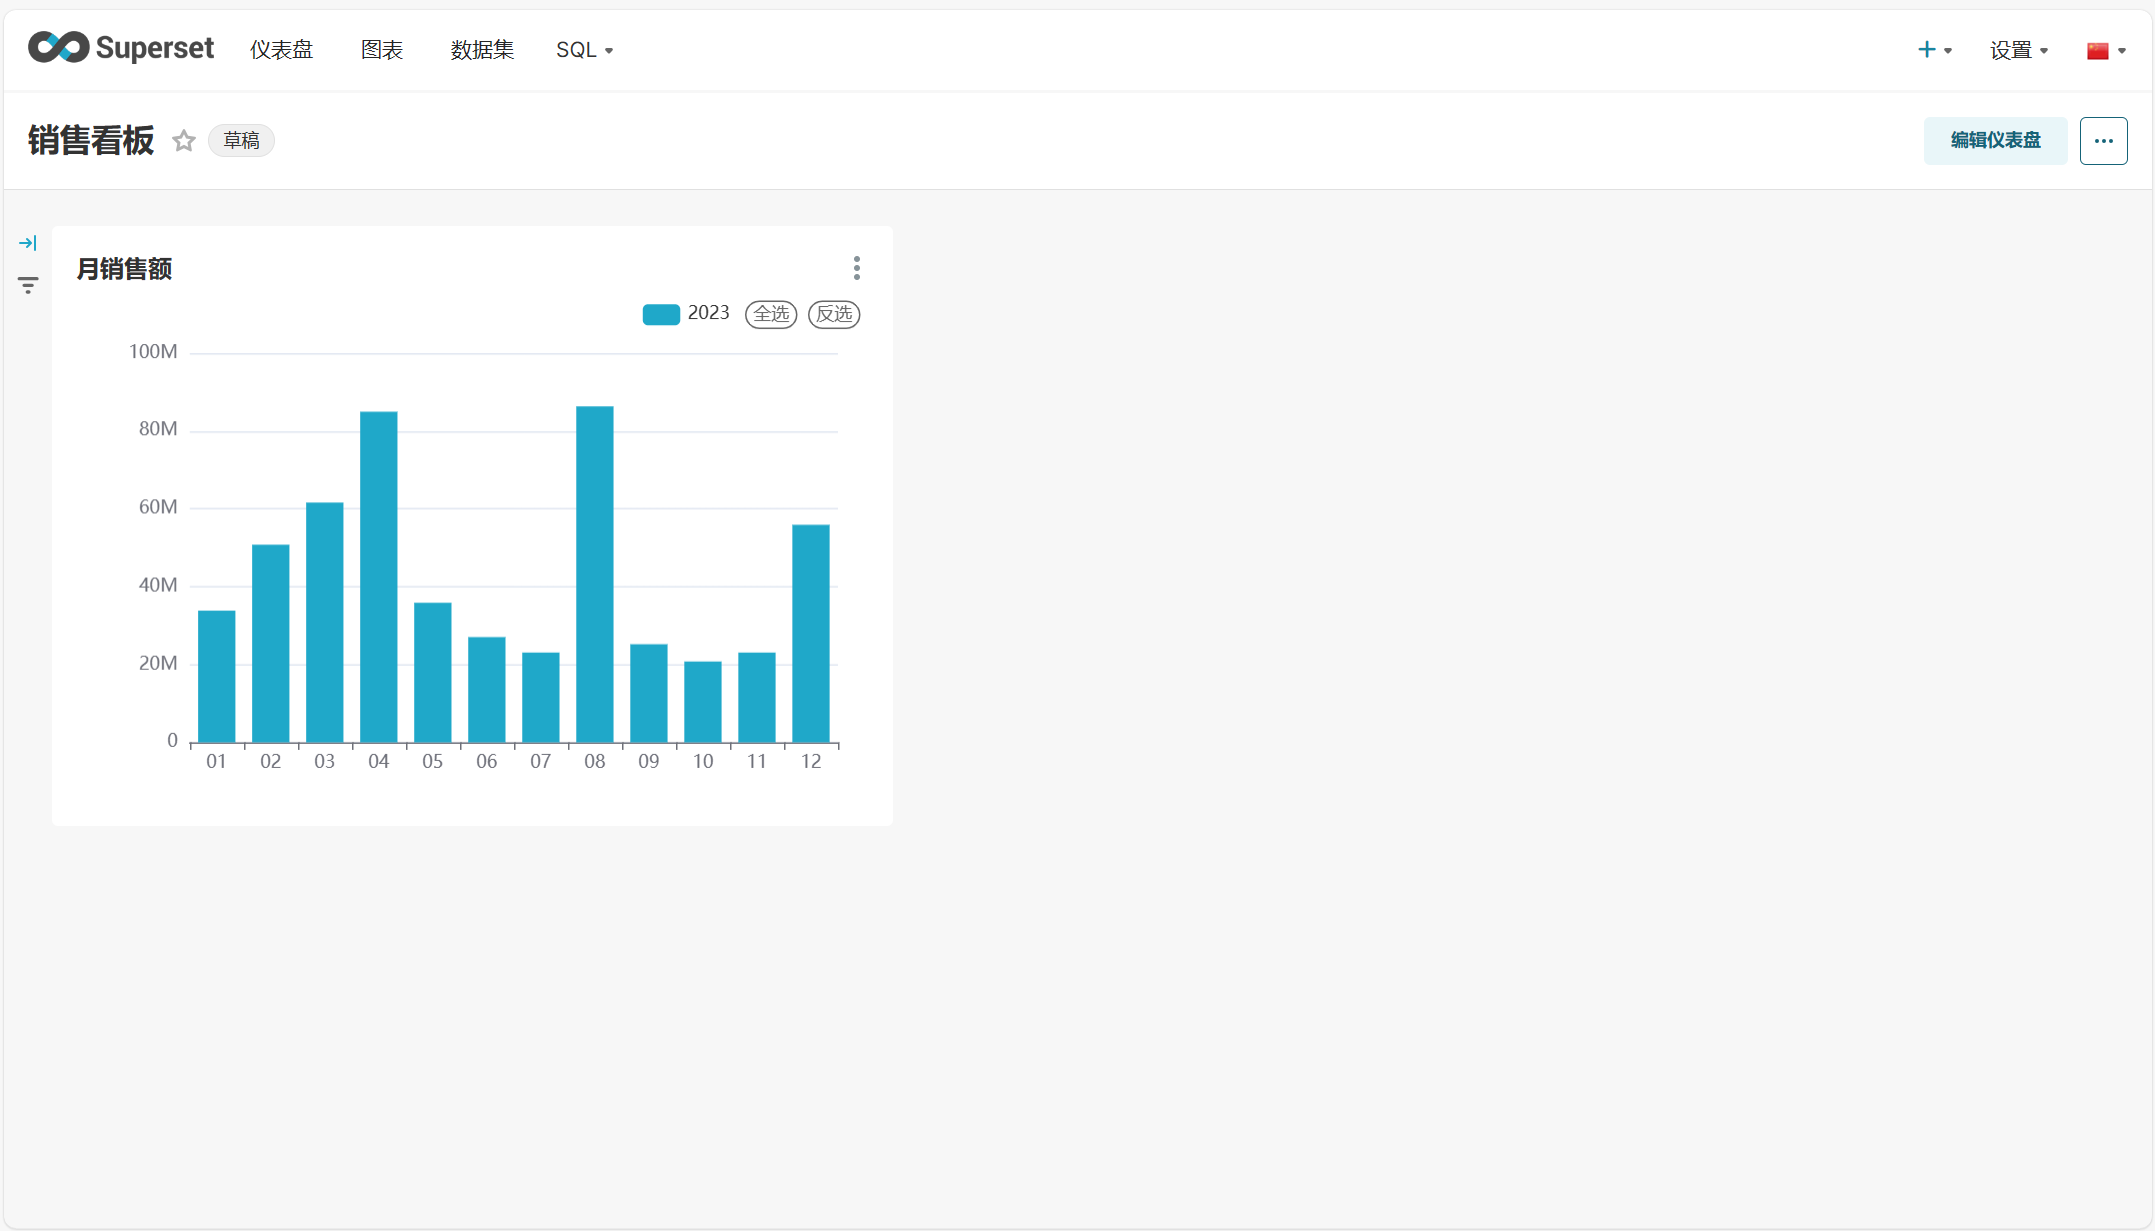 Superset 仪表盘 图表 数据集 SQL 设置
销售看板 草稿 编辑仪表盘
月销售额
2023 全选 反选
100M
80M
60M
40M
20M
0
01 02 03 04 05 06 07 08 09 10 11 12